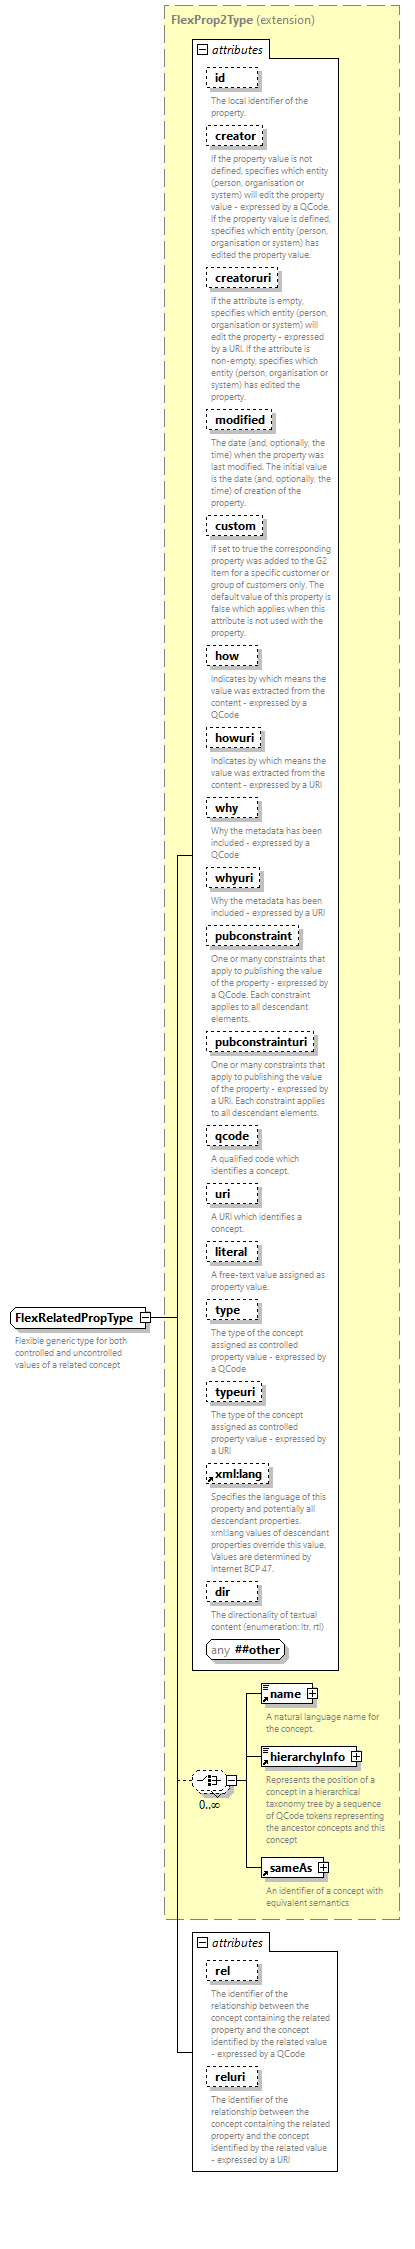 FlexProp2Type (extension)
attributes
id
The local identifier of the
property.
creator
If the property value is not
defined, specifies which entity
(person, organisation or
system) will edit the property
value - expressed by a QCode.
If the property value is defined,
specifies which entity (person,
organisation or system) has
edited the property value.
creatoruri
If the attribute is empty,
specifies which entity (person,
organisation or system) will
edit the property - expressed
by a URI. If the attribute is
non-empty, specifies which
entity (person, organisation or
system) has edited the
property.
modified
The date (and, optionally, the
time) when the property was
last modified. The initial value
is the date (and, optionally, the
time) of creation of the
property.
custom
If set to true the corresponding
property was added to the G2
Item for a specific customer or
group of customers only. The
default value of this property is
false which applies when this
attribute is not used with the
property.
how
Indicates by which means the
value was extracted from the
content - expressed by a
QCode
howuri
Indicates by which means the
value was extracted from the
content - expressed by a URI
why
Why the metadata has been
included - expressed by a
QCode
whyuri
Why the metadata has been
included - expressed by a URI
pubconstraint
One or many constraints that
apply to publishing the value
of the property - expressed by
a QCode. Each constraint
applies to all descendant
elements.
pubconstrainturi
One or many constraints that
apply to publishing the value
of the property - expressed by
a URI. Each constraint applies
to all descendant elements.
qcode
A qualified code which
identifies a concept.
uri
A URI which identifies a
concept.
literal
A free-text value assigned as
property value.
FlexRelatedPropType
Flexible generic type for both
controlled and uncontrolled
values of a related concept
type
The type of the concept
assigned as controlled
property value - expressed by
a QCode
typeuri
The type of the concept
assigned as controlled
property value - expressed by
a URI
xml:lang
Specifies the language of this
property and potentially all
descendant properties.
xml:lang values of descendant
properties override this value.
Values are determined by
Internet BCP 47.
dir
The directionality of textual
content (enumeration: ltr, rtl)
any ##other
name
A natural language name for
the concept.
hierarchyInfo
Represents the position of a
concept in a hierarchical
taxonomy tree by a sequence
of QCode tokens representing
the ancestor concepts and this
concept
0..∞
sameAs
An identifier of a concept with
equivalent semantics
attributes
rel
The identifier of the
relationship between the
concept containing the related
property and the concept
identified by the related value
- expressed by a QCode
reluri
The identifier of the
relationship between the
concept containing the related
property and the concept
identified by the related value
- expressed by a URI